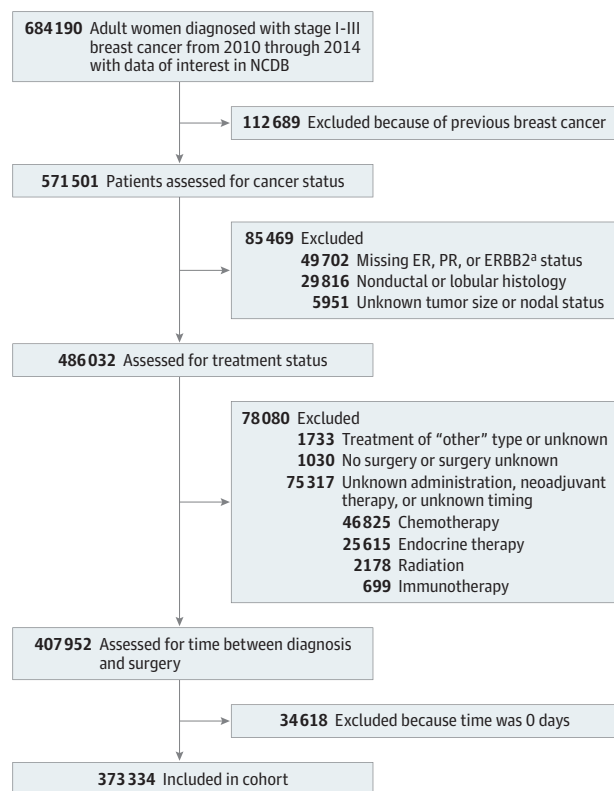 684190 Adult women diagnosed with stage I-III
breast cancer from 2010 through 2014
with data of interest in NCDB
112689 Excluded because of previous breast cancer
571501 Patients assessed for cancer status
85469 Excluded
49702 Missing ER, PR, or ERBB2ª status
29816 Nonductal or lobular histology
5951 Unknown tumor size or nodal status
486032 Assessed for treatment status
78080 Excluded
1733 Treatment of “other” type or unknown
1030 No surgery or surgery unknown
75317 Unknown administration, neoadjuvant
therapy, or unknown timing
46825 Chemotherapy
25615 Endocrine therapy
2178 Radiation
699 Immunotherapy
407952 Assessed for time between diagnosis
and surgery
34618 Excluded because time was 0 days
373334 Included in cohort